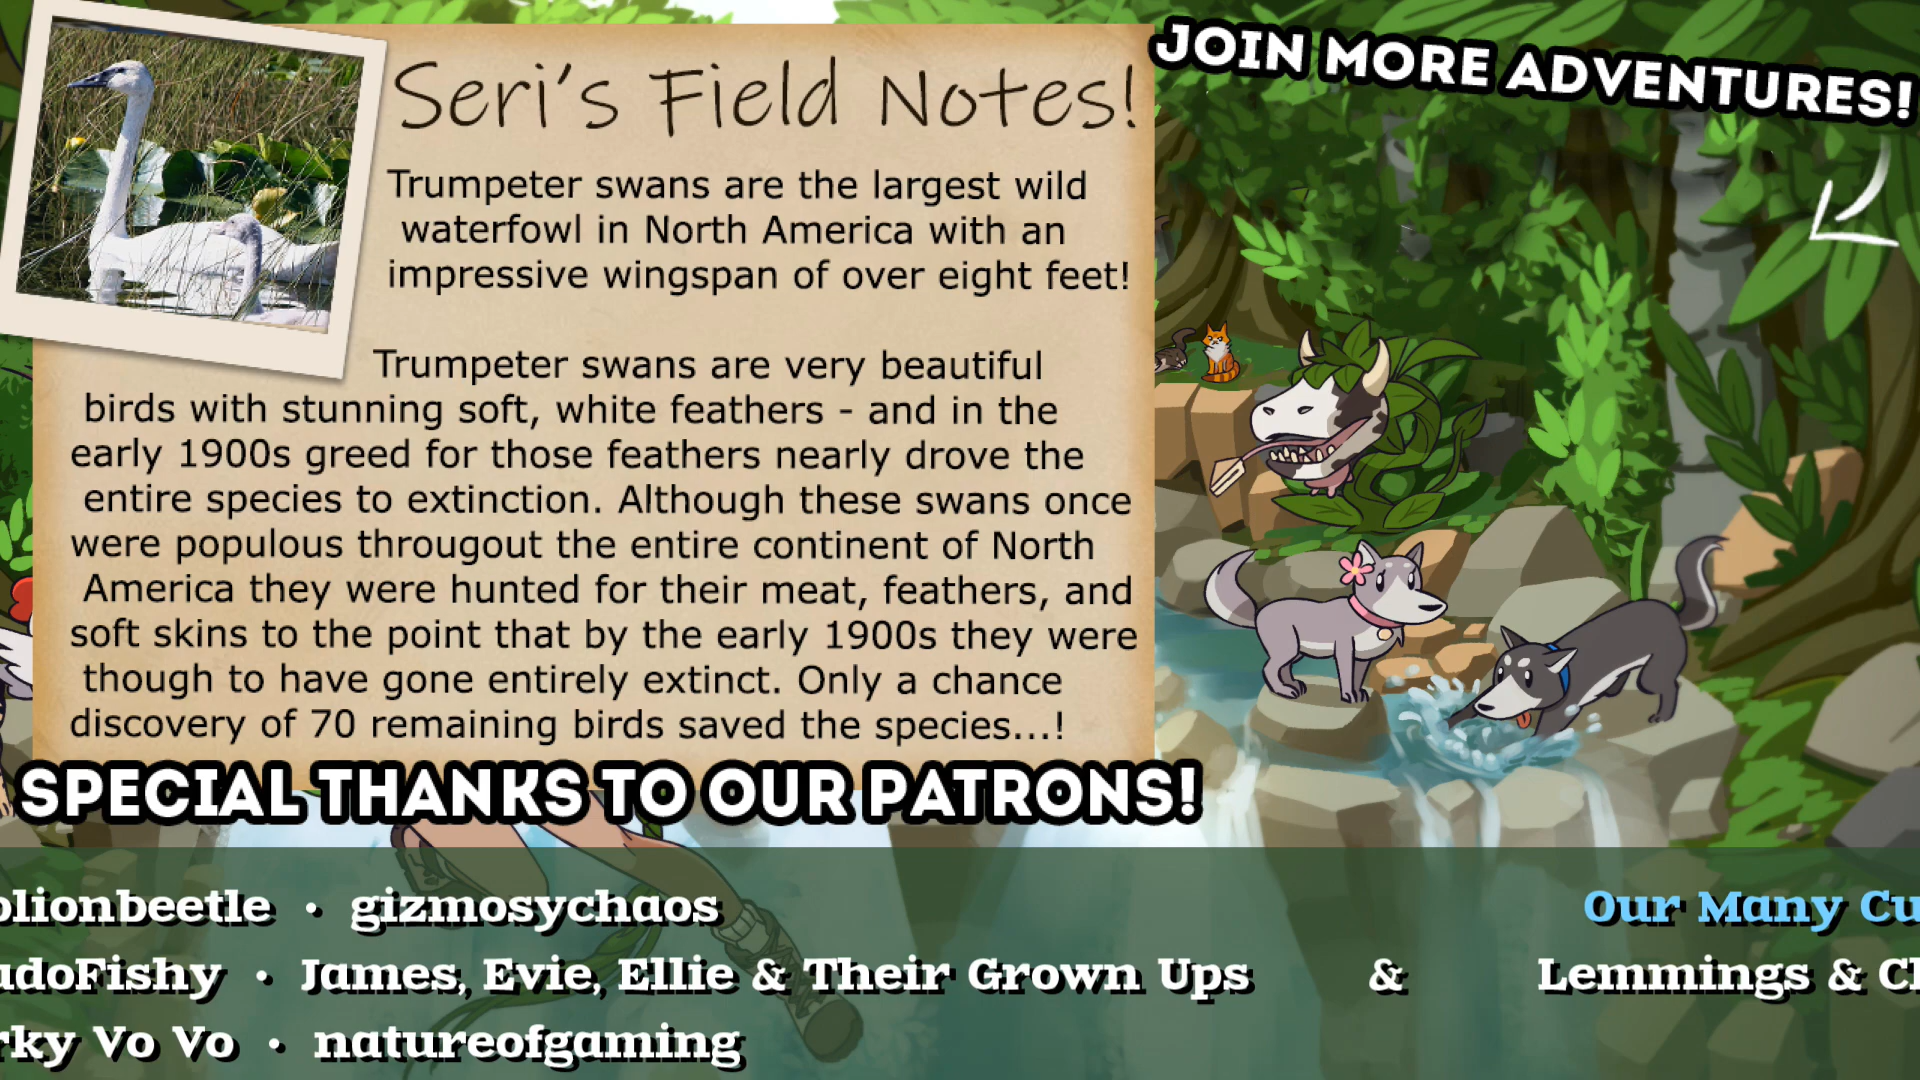 Seri's Field Notes!
JOIN MORE ADVENTURES!
Trumpeter swans are the largest wild
waterfowl in North America with an
impressive wingspan of over eight feet!
Trumpeter swans are very beautiful
birds with stunning soft, white feathers - and in the
early 1900s greed for those feathers nearly drove the
entire species to extinction. Although these swans once
were populous througout the entire continent of North
America they were hunted for their meat, feathers, and
soft skins to the point that by the early 1900s they were
though to have gone entirely extinct. Only a chance
discovery of 70 remaining birds saved the species...!
SPECIAL THANKS TO OUR PATRONS!
gizmosychaos Our Many
James, Evie, Ellie & Their Grown Ups & Lemmings &
Vo Vo • natureofgaming